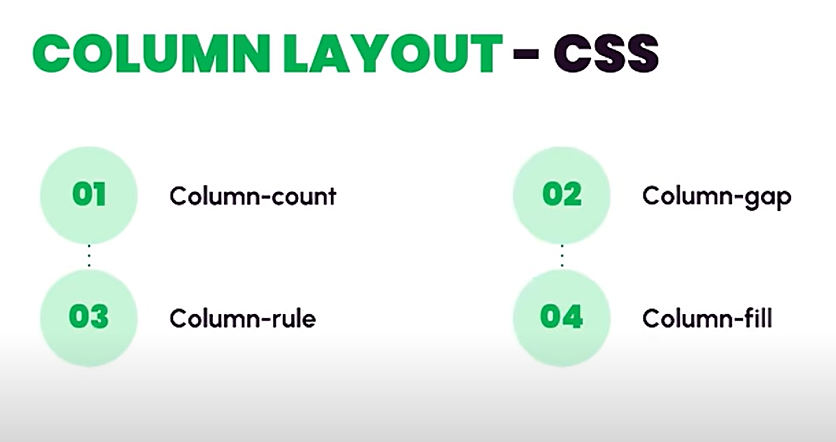 COLUMN LAYOUT - CSS
01 Column-count
02 Column-gap
03 Column-rule
04 Column-fill